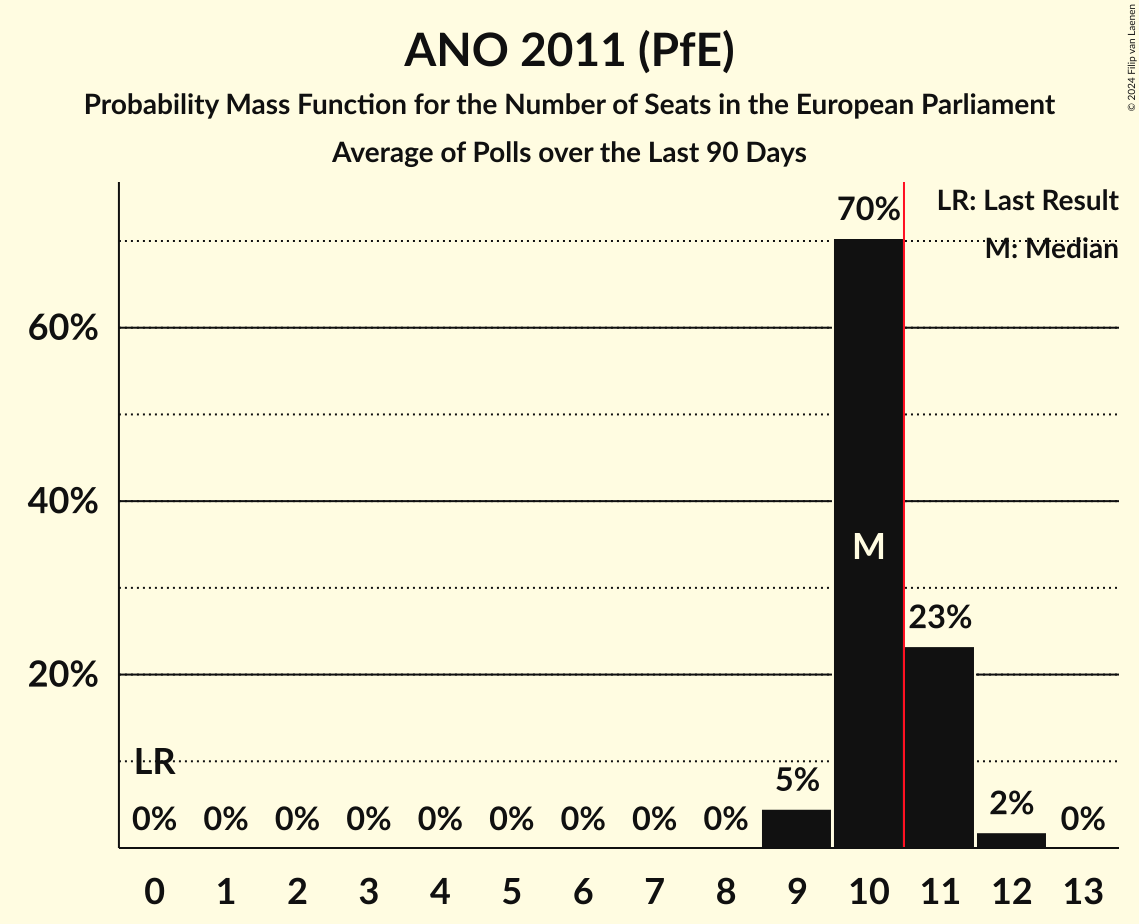 ANO 2011 (PfE)
Probability Mass Function for the Number of Seats in the European Parliament
Average of Polls over the Last 90 Days
© 2024 Filip van Laenen
LR: Last Result
M: Median
70%
60%
40%
M
23%
20%
LR
5%
2%
0% 0% 0% 0% 0% 0% 0% 0% 0% 0%
0 1 2 3 4 5 6 7 8 9 10 11 12 13